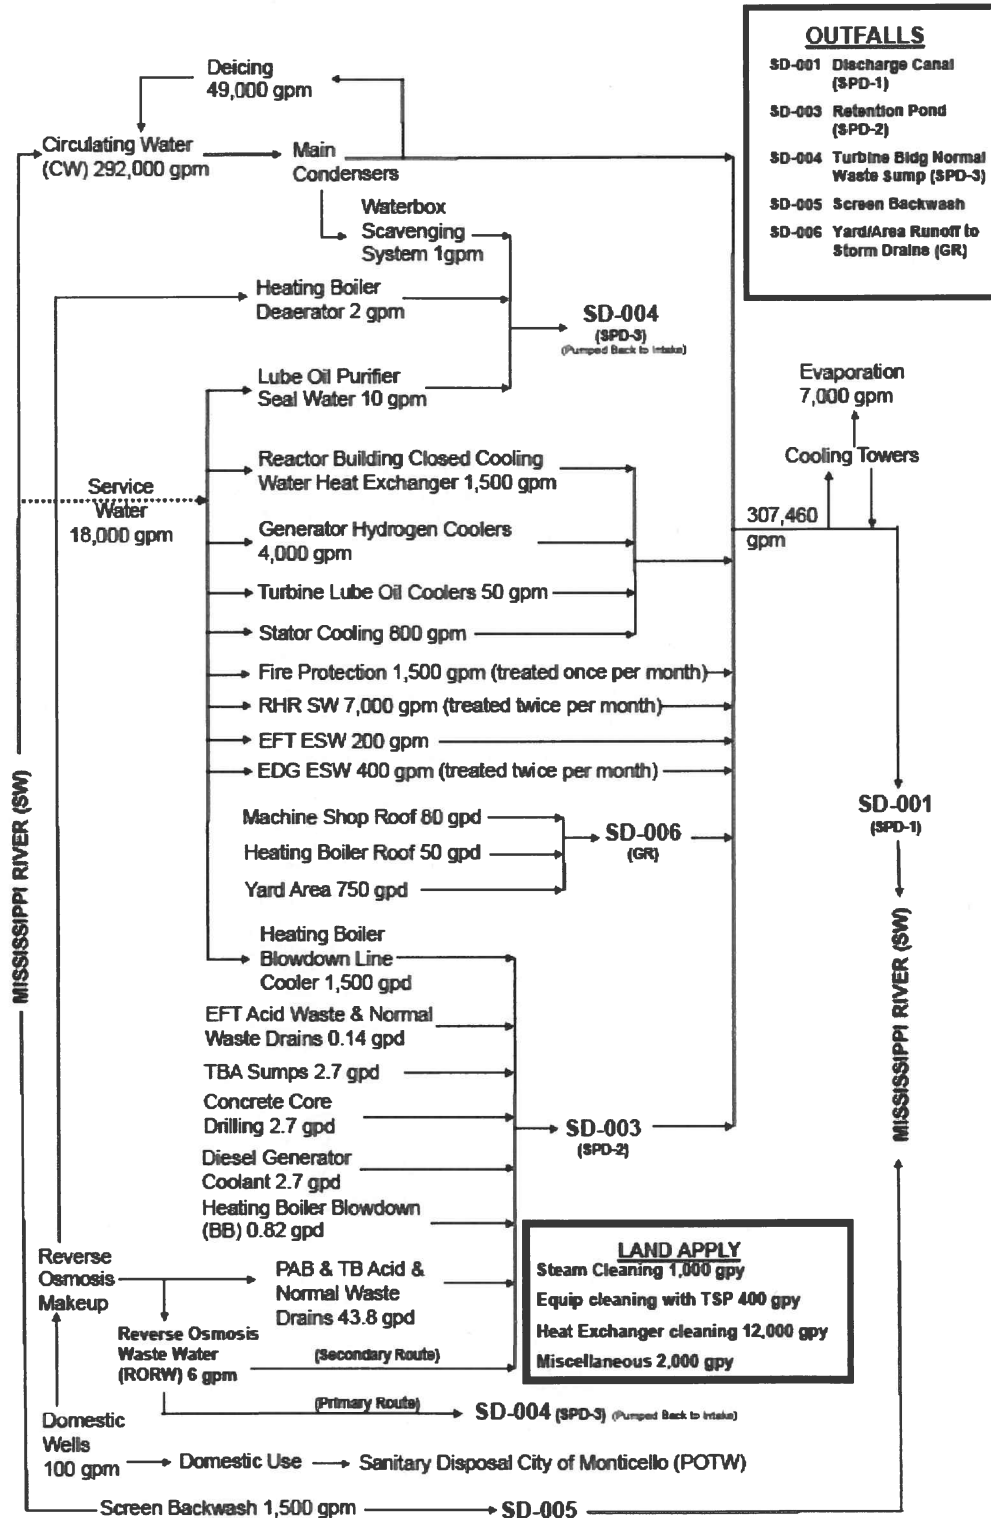 OUTFALLS
SD-001 Discharge Canal
(SPD-1)
SD-003 Retention Pond
(SPD-2)
SD-004 Turbine Bldg Normal
Waste Sump (SPD-3)
SD-005 Screen Backwash
SD-006 Yard/Area Runoff to
Storm Drains (GR)
Deicing
49,000 gpm
Circulating Water
(CW) 292,000 gpm
Main
Condensers
Waterbox
Scavenging
System 1gpm
Heating Boiler
Deaerator 2 gpm
SD-004
(SPD-3)
(Pumped Back to Intake)
Lube Oil Purifier
Seal Water 10 gpm
Evaporation
7,000 gpm
Cooling Towers
Reactor Building Closed Cooling
Water Heat Exchanger 1,500 gpm
Service
Water
18,000 gpm
Generator Hydrogen Coolers
4,000 gpm
307,460
gpm
Turbine Lube Oil Coolers 50 gpm
Stator Cooling 800 gpm
Fire Protection 1,500 gpm (treated once per month)
RHR SW 7,000 gpm (treated twice per month)
EFT ESW 200 gpm
EDG ESW 400 gpm (treated twice per month)
MISSISSIPPI RIVER (SW)
SD-001
(SPD-1)
Machine Shop Roof 80 gpd
Heating Boiler Roof 50 gpd
Yard Area 750 gpd
SD-006
(GR)
MISSISSIPPI RIVER (SW)
Heating Boiler
Blowdown Line
Cooler 1,500 gpd
EFT Acid Waste & Normal
Waste Drains 0.14 gpd
TBA Sumps 2.7 gpd
Concrete Core
Drilling 2.7 gpd
SD-003
(SPD-2)
Diesel Generator
Coolant 2.7 gpd
Heating Boiler Blowdown
(BB) 0.82 gpd
LAND APPLY
Steam Cleaning 1,000 gpy
Equip cleaning with TSP 400 gpy
Heat Exchanger cleaning 12,000 gpy
Miscellaneous 2,000 gpy
Reverse
Osmosis
Makeup
PAB & TB Acid &
Normal Waste
Drains 43.8 gpd
Reverse Osmosis
Waste Water
(RORW) 6 gpm
(Secondary Route)
(Primary Route)
SD-004 (SPD-3) (Pumped Back to Intake)
Domestic
Wells
100 gpm
Domestic Use
Sanitary Disposal City of Monticello (POTW)
Screen Backwash 1,500 gpm
SD-005